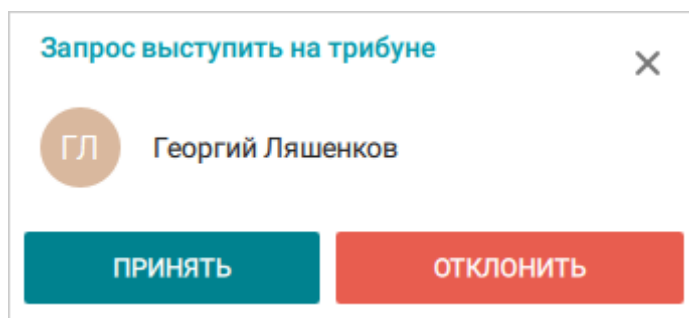 Запрос выступить на трибуне
ГЛ
Георгий Ляшенков
ПРИНЯТЬ
ОТКЛОНИТЬ